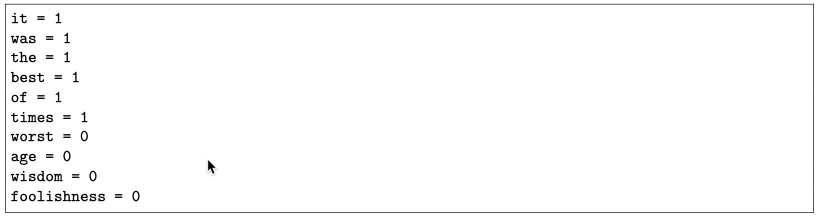 it = 1
was = 1
the = 1
best = 1
of = 1
times = 1
worst = 0
age = 0
wisdom = 0
foolishness = 0